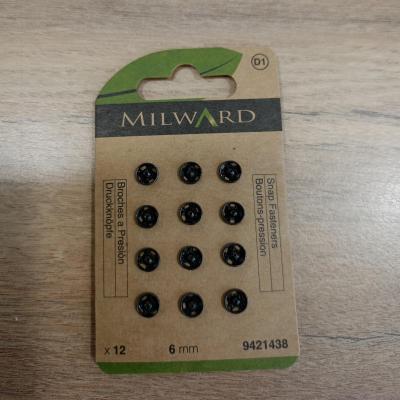 D1
MILWARD
Broches a Presión
Druckknöpfe
Snap Fasteners
Boutons-pression
x 12
6 mm
9421438